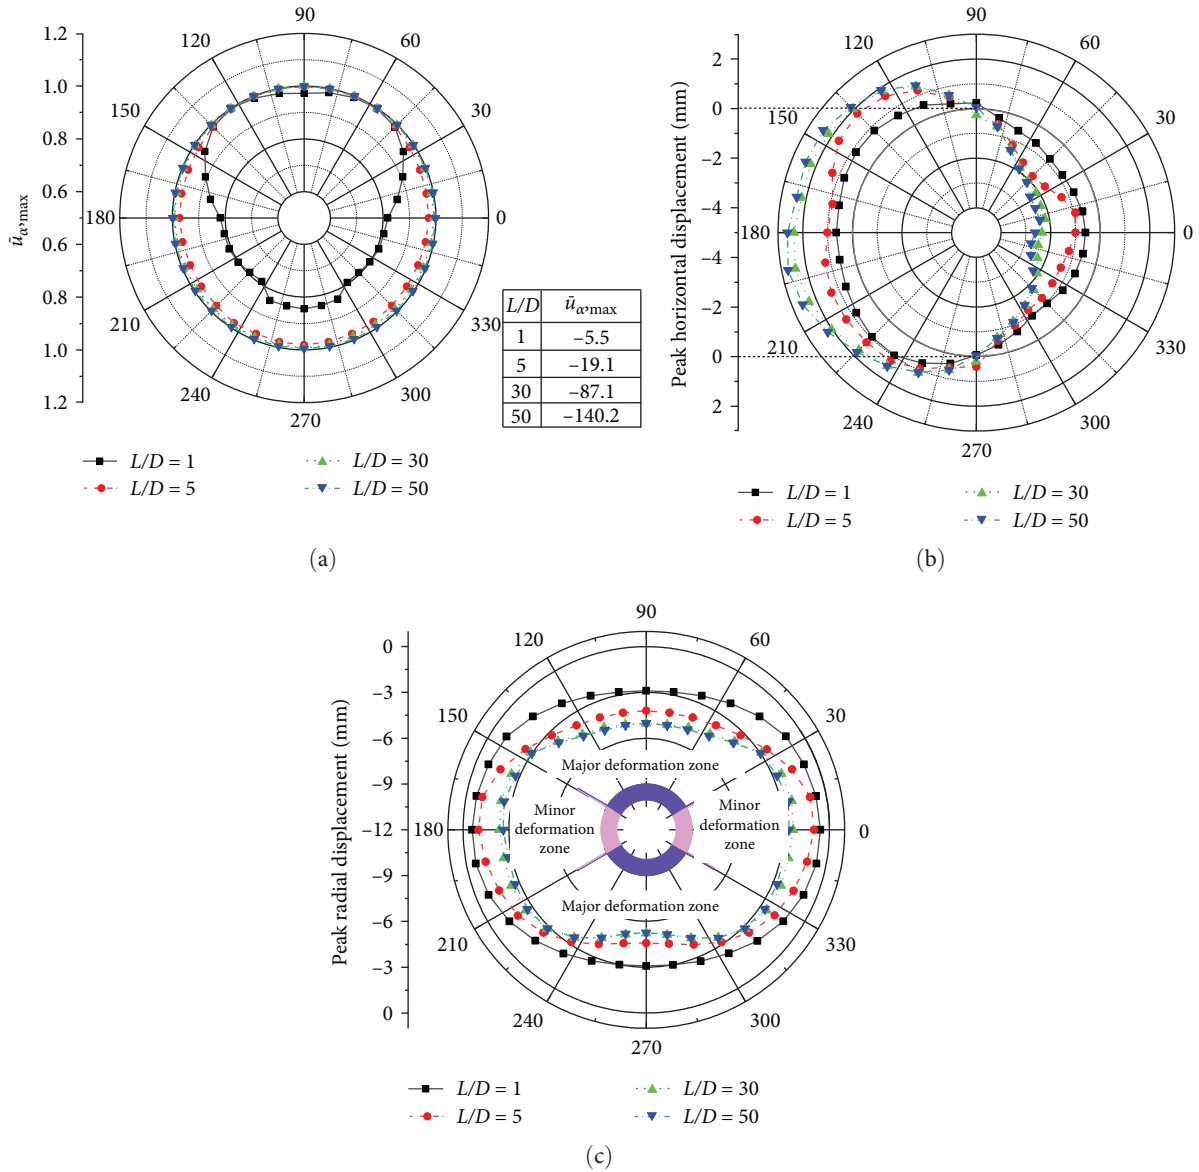 90
120
60
150
30
180
0
210
330
240
300
270
1.2
1.0
0.8
0.6
0.6
0.8
1.0
1.2
ūα,max
L/D ūα,max
1 −5.5
5 −19.1
30 −87.1
50 −140.2
L/D = 1
L/D = 30
L/D = 5
L/D = 50
(a)
90
120
60
150
30
180
0
210
330
240
300
270
2
0
−2
−4
−4
−2
0
2
Peak horizontal displacement (mm)
L/D = 1
L/D = 30
L/D = 5
L/D = 50
(b)
90
120
60
150
30
180
0
210
330
240
300
270
0
−3
−6
−9
−12
−9
−6
−3
0
Peak radial displacement (mm)
Major deformation zone
Minor
deformation
zone
Minor
deformation
zone
Major deformation zone
L/D = 1
L/D = 30
L/D = 5
L/D = 50
(c)